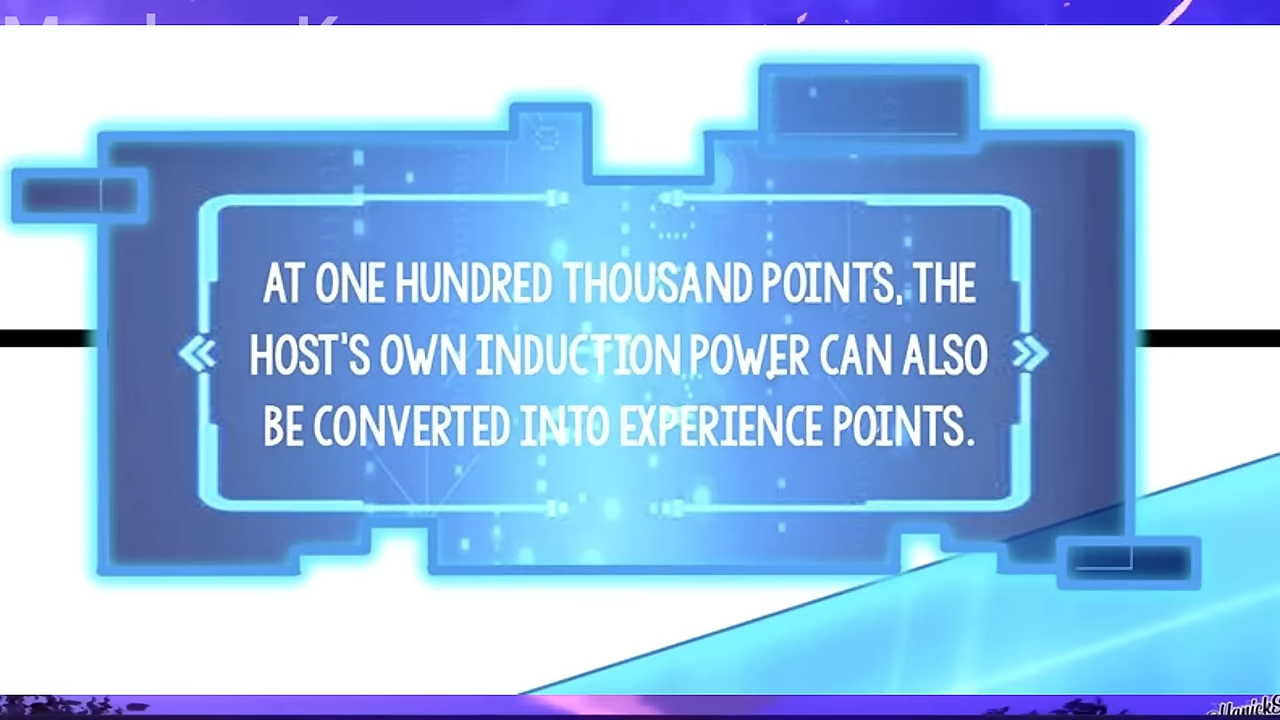 AT ONE HUNDRED THOUSAND POINTS, THE
HOST'S OWN INDUCTION POWER CAN ALSO
BE CONVERTED INTO EXPERIENCE POINTS.